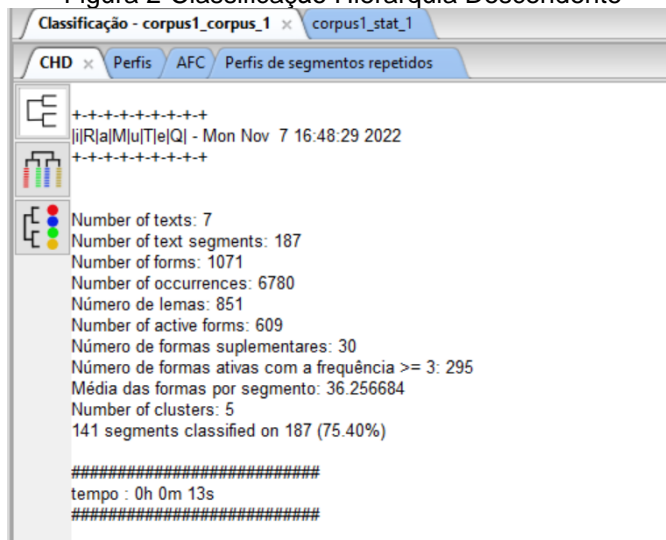 Figura 2 Classificação Hierarquia Descendente
Classificação - corpus1_corpus_1 × corpus1_stat_1
CHD × Perfis AFC Perfis de segmentos repetidos
+-+-+-+-+-+-+-+-+
|i|R|a|M|u|T|e|Q| - Mon Nov 7 16:48:29 2022
+-+-+-+-+-+-+-+-+
Number of texts: 7
Number of text segments: 187
Number of forms: 1071
Number of occurrences: 6780
Número de lemas: 851
Number of active forms: 609
Número de formas suplementares: 30
Número de formas ativas com a frequência >= 3: 295
Média das formas por segmento: 36.256684
Number of clusters: 5
141 segments classified on 187 (75.40%)
###########################
tempo : 0h 0m 13s
###########################